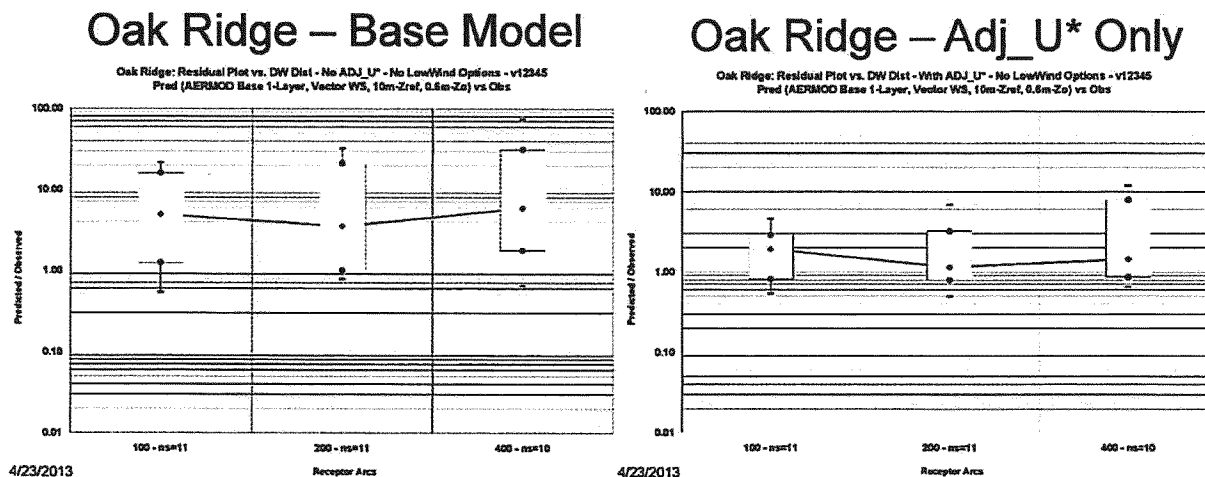 Oak Ridge – Base Model
Oak Ridge: Residual Plot vs. DW Dist - No ADJ_U* - No LowWind Options - v12345
Pred (AERMOD Base 1-Layer, Vector WS, 10m-Zref, 0.6m-Zo) vs Obs
100.00
10.00
1.00
0.10
0.01
Predicted / Observed
100 - ns=11
200 - ns=11
400 - ns=10
Receptor Arcs
4/23/2013
Oak Ridge – Adj_U* Only
Oak Ridge: Residual Plot vs. DW Dist - With ADJ_U* - No LowWind Options - v12345
Pred (AERMOD Base 1-Layer, Vector WS, 10m-Zref, 0.6m-Zo) vs Obs
100.00
10.00
1.00
0.10
0.01
Predicted / Observed
100 - ns=11
200 - ns=11
400 - ns=10
Receptor Arcs
4/23/2013